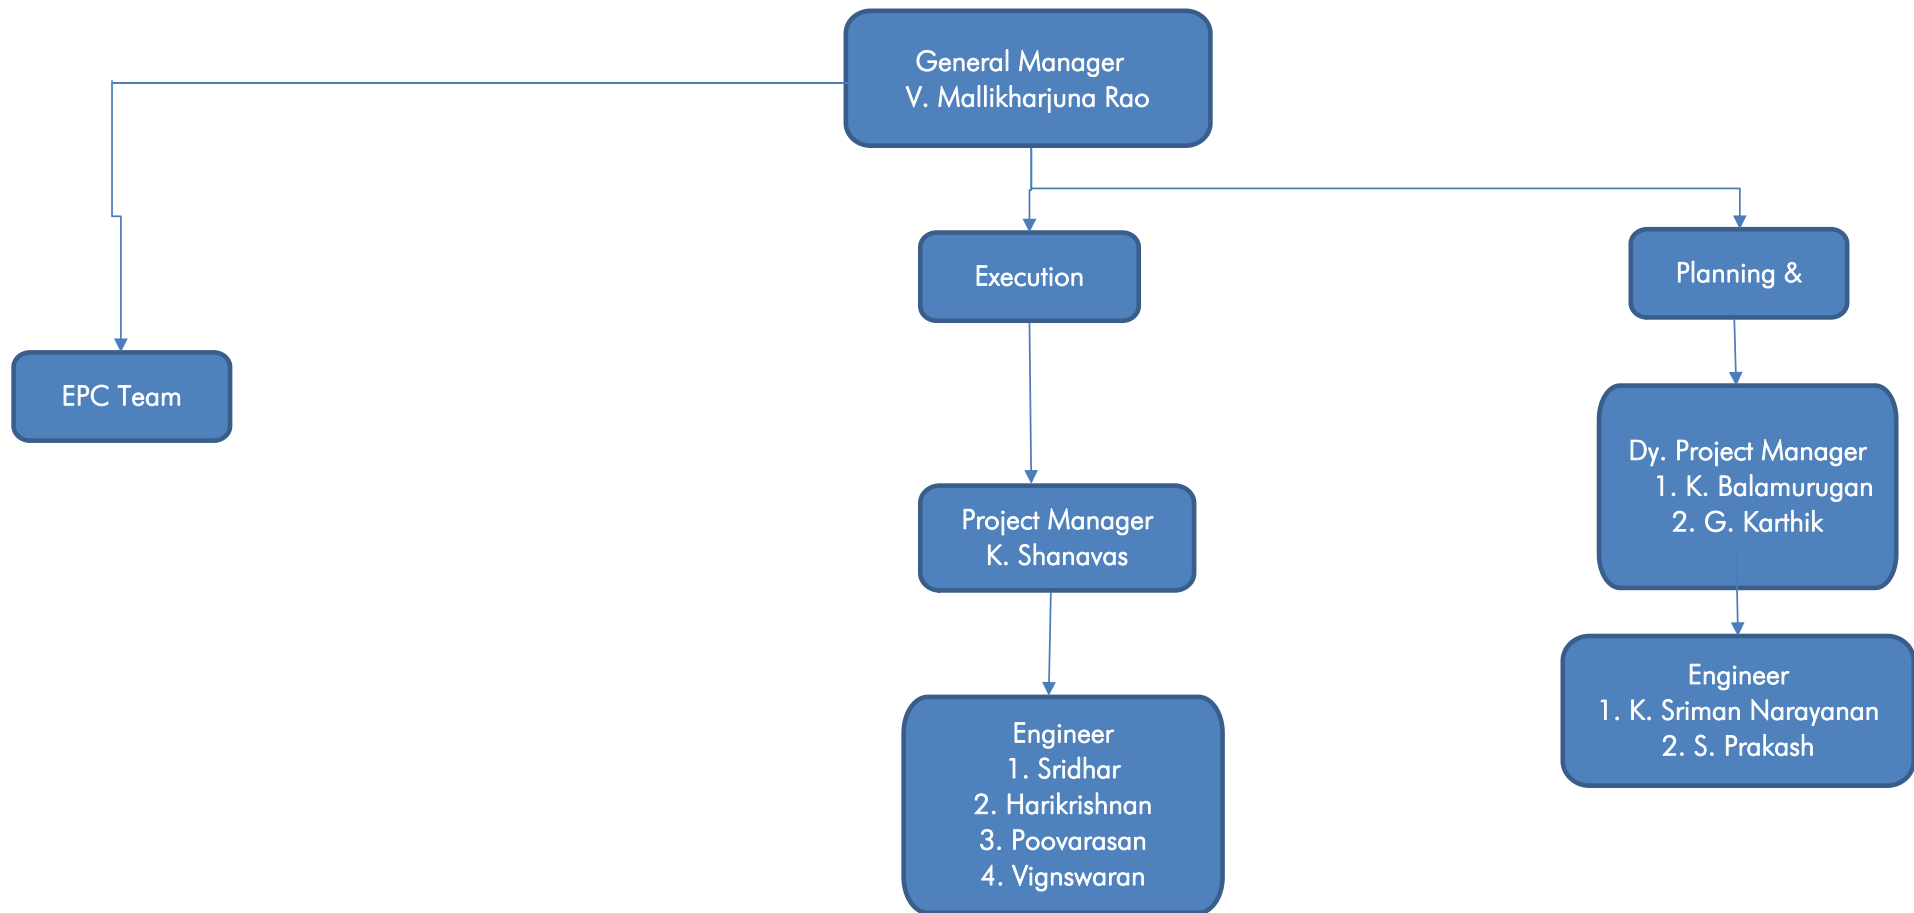 General Manager
V. Mallikharjuna Rao
Execution
Planning &
EPC Team
Dy. Project Manager
1. K. Balamurugan
2. G. Karthik
Project Manager
K. Shanavas
Engineer
1. K. Sriman Narayanan
2. S. Prakash
Engineer
1. Sridhar
2. Harikrishnan
3. Poovarasan
4. Vignswaran